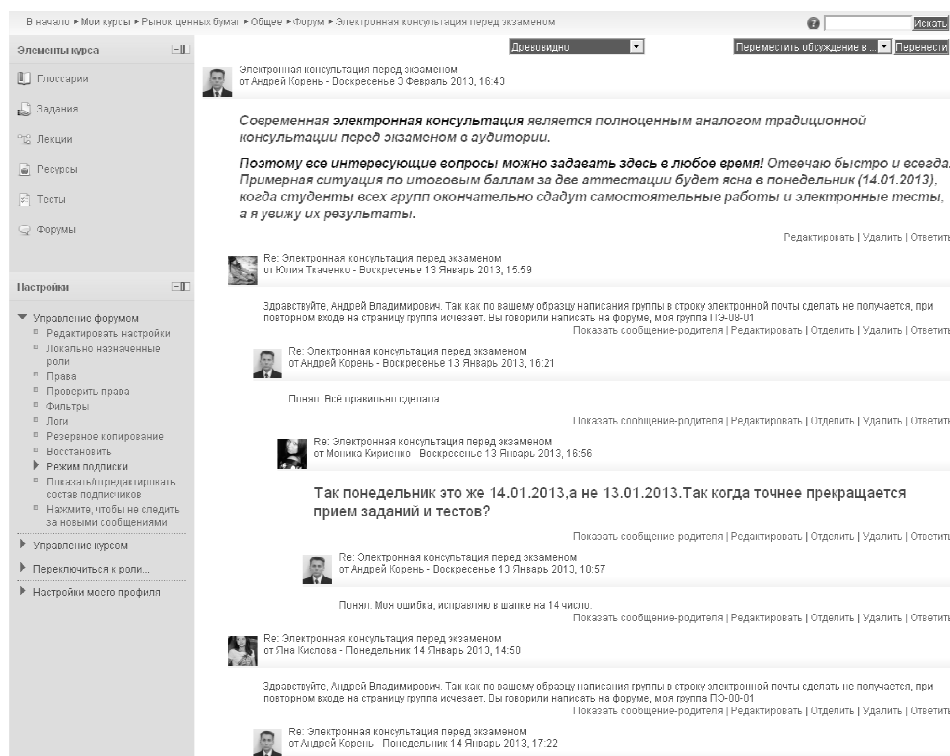 В начало ▸ Мои курсы ▸ Рынок ценных бумаг ▸ Общее ▸ Форум ▸ Электронная консультация перед экзаменом
Искать
Элементы курса
Глоссарии
Задания
Лекции
Ресурсы
Тесты
Форумы
Настройки
Управление форумом
Редактировать настройки
Локально назначенные
роли
Права
Проверить права
Фильтры
Логи
Резервное копирование
Восстановить
Режим подписки
Показать/отредактировать
состав подписчиков
Нажмите, чтобы не следить
за новыми сообщениями
Управление курсом
Переключиться к роли...
Настройки моего профиля
Древовидно
Переместить обсуждение в ...
Перенести
Электронная консультация перед экзаменом
от Андрей Корень - Воскресенье 3 Февраль 2013, 16:43
Современная электронная консультация является полноценным аналогом традиционной
консультации перед экзаменом в аудитории.
Поэтому все интересующие вопросы можно задавать здесь в любое время! Отвечаю быстро и всегда.
Примерная ситуация по итоговым баллам за две аттестации будет ясна в понедельник (14.01.2013),
когда студенты всех групп окончательно сдадут самостоятельные работы и электронные тесты,
а я увижу их результаты.
Редактировать | Удалить | Ответить
Re: Электронная консультация перед экзаменом
от Юлия Ткаченко - Воскресенье 13 Январь 2013, 15:59
Здравствуйте, Андрей Владимирович. Так как по вашему образцу написания группы в строку электронной почты сделать не получается, при
повторном входе на страницу группа исчезает. Вы говорили написать на форуме, моя группа ПЭ-08-01
Показать сообщение-родителя | Редактировать | Отделить | Удалить | Ответить
Re: Электронная консультация перед экзаменом
от Андрей Корень - Воскресенье 13 Январь 2013, 16:21
Понял. Всё правильно сделала.
Показать сообщение-родителя | Редактировать | Отделить | Удалить | Ответить
Re: Электронная консультация перед экзаменом
от Моника Кириенко - Воскресенье 13 Январь 2013, 16:56
Так понедельник это же 14.01.2013,а не 13.01.2013.Так когда точнее прекращается
прием заданий и тестов?
Показать сообщение-родителя | Редактировать | Отделить | Удалить | Ответить
Re: Электронная консультация перед экзаменом
от Андрей Корень - Воскресенье 13 Январь 2013,
Понял. Моя ошибка, исправляю в шапке на 14 число.
Показать сообщение-родителя | Редактировать | Отделить | Удалить | Ответить
Re: Электронная консультация перед экзаменом
от Яна Кислова - Понедельник 14 Январь 2013,
Здравствуйте, Андрей Владимирович. Так как по вашему образцу написания группы в строку электронной почты сделать не получается, при
повторном входе на страницу группа исчезает. Вы говорили написать на форуме, моя группа ПЭ-08-01
Показать сообщение-родителя | Редактировать | Отделить | Удалить | Ответить
Re: Электронная консультация перед экзаменом
от Андрей Корень - Понедельник 14 Январь 2013, 17:22